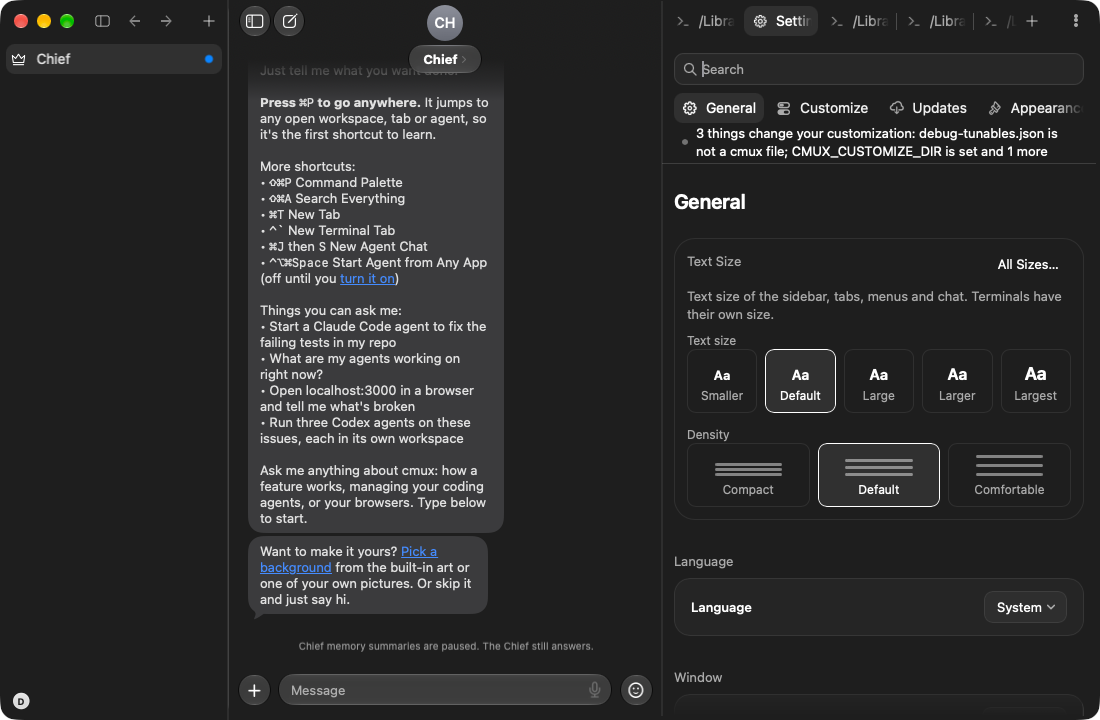 Chief
D
CH
Chief
Just tell me what you want done.
Press ⌘P to go anywhere. It jumps to
any open workspace, tab or agent, so
it's the first shortcut to learn.
More shortcuts:
• ⇧⌘P Command Palette
• ⇧⌘A Search Everything
• ⌘T New Tab
• ^` New Terminal Tab
• ⌘J then S New Agent Chat
• ^⌥⌘Space Start Agent from Any App
(off until you turn it on)
Things you can ask me:
• Start a Claude Code agent to fix the
failing tests in my repo
• What are my agents working on
right now?
• Open localhost:3000 in a browser
and tell me what's broken
• Run three Codex agents on these
issues, each in its own workspace
Ask me anything about cmux: how a
feature works, managing your coding
agents, or your browsers. Type below
to start.
Want to make it yours? Pick a
background from the built-in art or
one of your own pictures. Or skip it
and just say hi.
Chief memory summaries are paused. The Chief still answers.
Message
/Libra Settin /Libra /Libra
Search
General Customize Updates Appearanc
3 things change your customization: debug-tunables.json is
not a cmux file; CMUX_CUSTOMIZE_DIR is set and 1 more
General
Text Size
All Sizes...
Text size of the sidebar, tabs, menus and chat. Terminals have
their own size.
Text size
Aa Aa Aa Aa Aa
Smaller Default Large Larger Largest
Density
Compact Default Comfortable
Language
Language System
Window